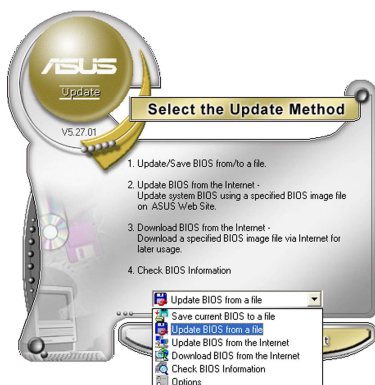 ASUS
Update
V5.27.01
Select the Update Method
1. Update/Save BIOS from/to a file.
2. Update BIOS from the Internet -
Update system BIOS using a specified BIOS image file
on ASUS Web Site.
3. Download BIOS from the Internet -
Download a specified BIOS image file via Internet for
later usage.
4. Check BIOS Information
Update BIOS from a file
Save current BIOS to a file
Update BIOS from a file
Update BIOS from the Internet
Download BIOS from the Internet
Check BIOS Information
Options